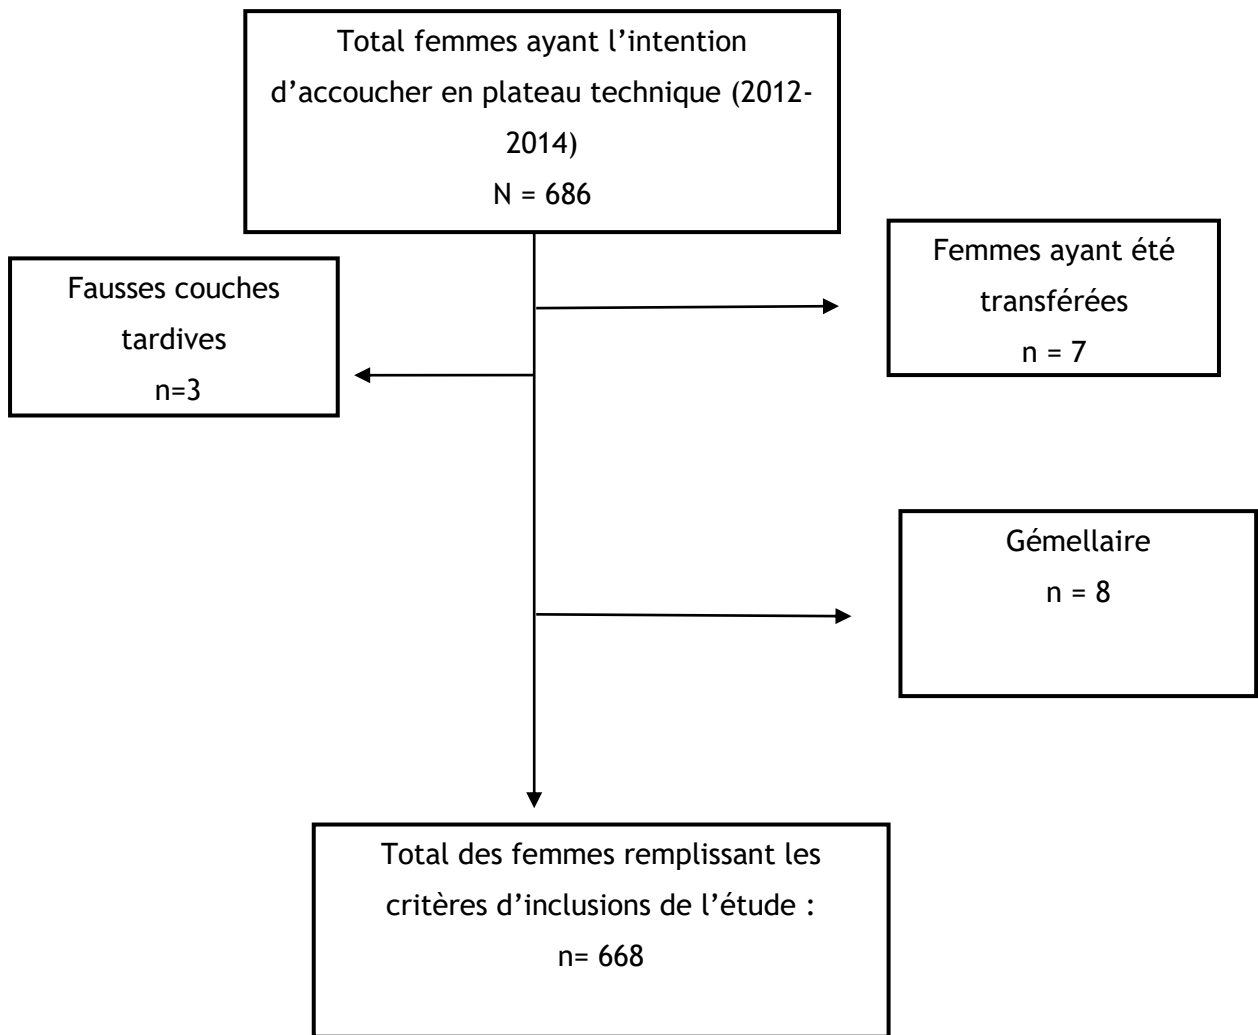 Total femmes ayant l’intention
d’accoucher en plateau technique (2012-
2014)
N = 686
Femmes ayant été
transférées
n = 7
Fausses couches
tardives
n=3
Gémellaire
n = 8
Total des femmes remplissant les
critères d’inclusions de l’étude :
n= 668